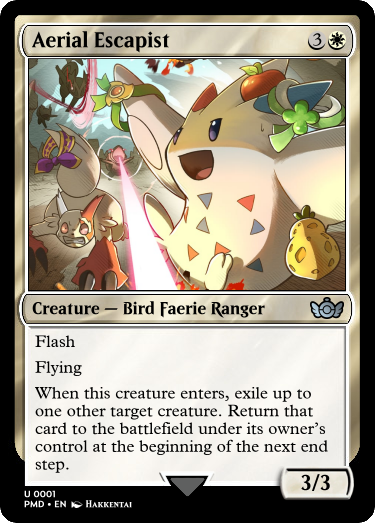 Aerial Escapist 3
Creature — Bird Faerie Ranger
Flash
Flying
When this creature enters, exile up to
one other target creature. Return that
card to the battlefield under its owner's
control at the beginning of the next end
step.
3/3
U 0001
PMD • EN Hakkentai